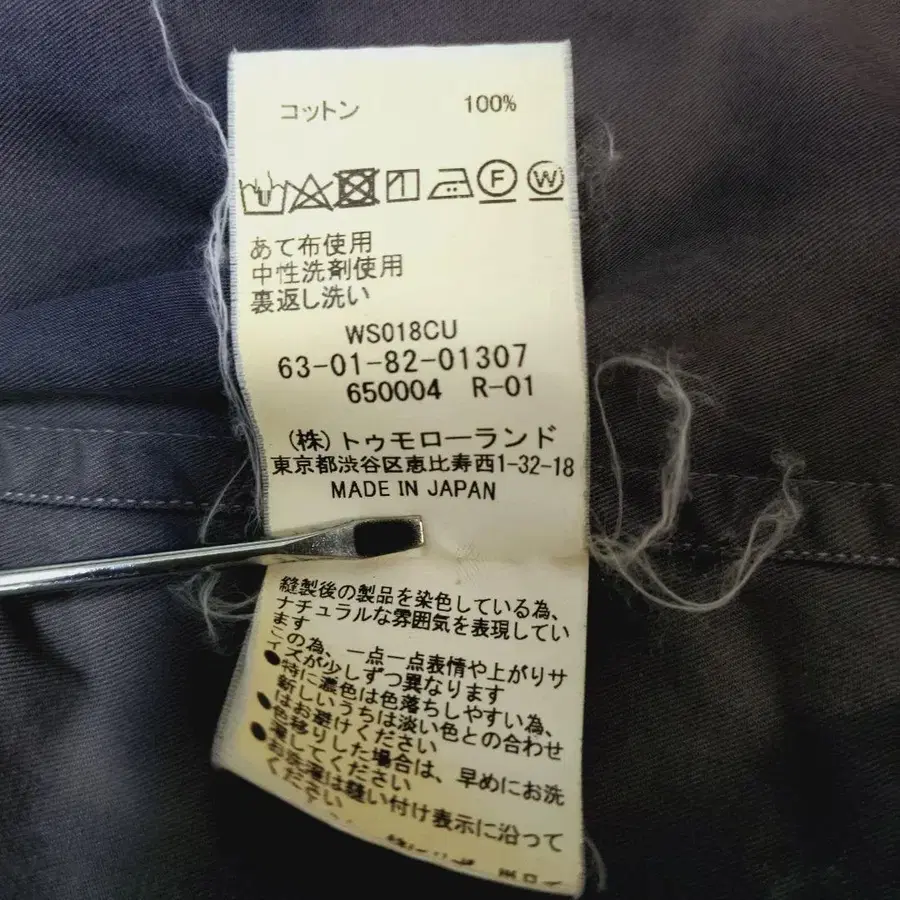 コットン 100%
F W
あて布使用
中性洗剤使用
裏返し洗い
WS018CU
63-01-82-01307
650004 R-01
(株)トゥモローランド
東京都渋谷区恵比寿西1-32-18
MADE IN JAPAN
縫製後の製品を染色している為、
ナチュラルな雰囲気を表現してい
ます
この為、一点一点表情や上がりサ
イズが少しずつ異なります
●特に濃色は色落ちしやすい為、
新しいうちは淡い色との合わせ
はお避けください
●色移りした場合は、早めにお洗
濯してください
●お洗濯は縫い付け表示に沿って
ください